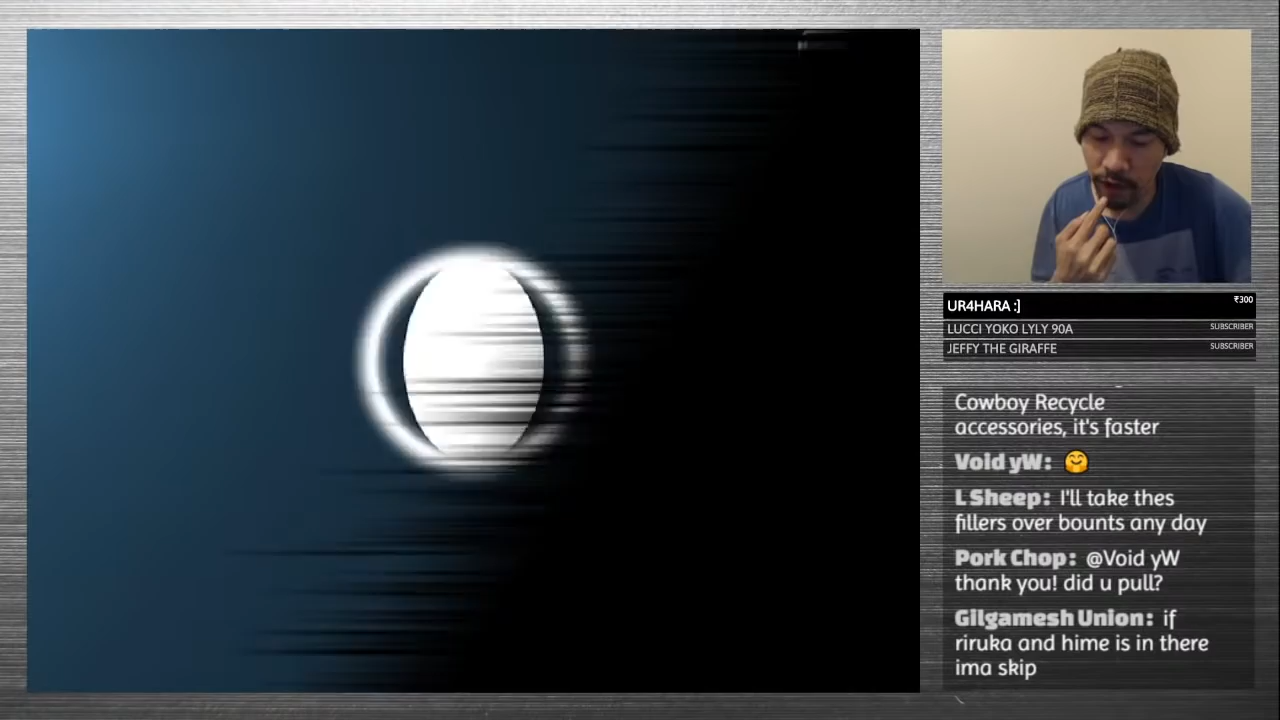 UR4HARA :]
₹300
LUCCI YOKO LYLY 90A
SUBSCRIBER
JEFFY THE GIRAFFE
SUBSCRIBER
Cowboy Recycle
accessories, it's faster
Void yW: 🤗
L Sheep: I'll take thes
fillers over bounts any day
Pork Chop: @Void yW
thank you! did u pull?
Gilgamesh Union: if
riruka and hime is in there
ima skip